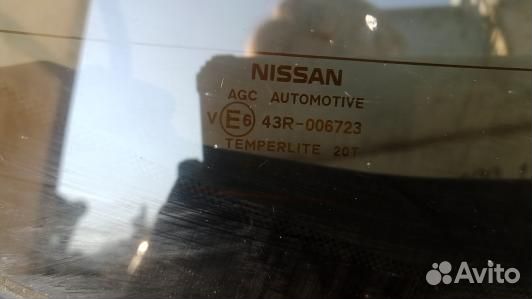 NISSAN
AGC AUTOMOTIVE
V E6 43R-006723
TEMPERLITE 20T
Avito